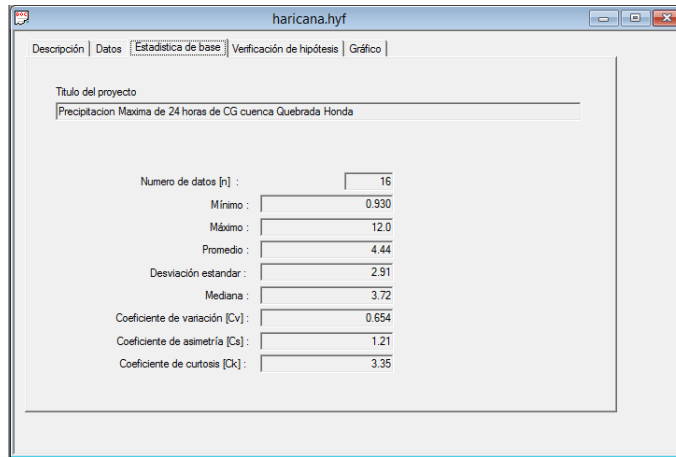 haricana.hyf
Descripción Datos Estadistica de base Verificación de hipótesis Gráfico
Titulo del proyecto
Precipitacion Maxima de 24 horas de CG cuenca Quebrada Honda
Numero de datos [n] : 16
Mínimo : 0.930
Máximo : 12.0
Promedio : 4.44
Desviación estandar : 2.91
Mediana : 3.72
Coeficiente de variación [Cv] : 0.654
Coeficiente de asimetría [Cs] : 1.21
Coeficiente de curtosis [Ck] : 3.35